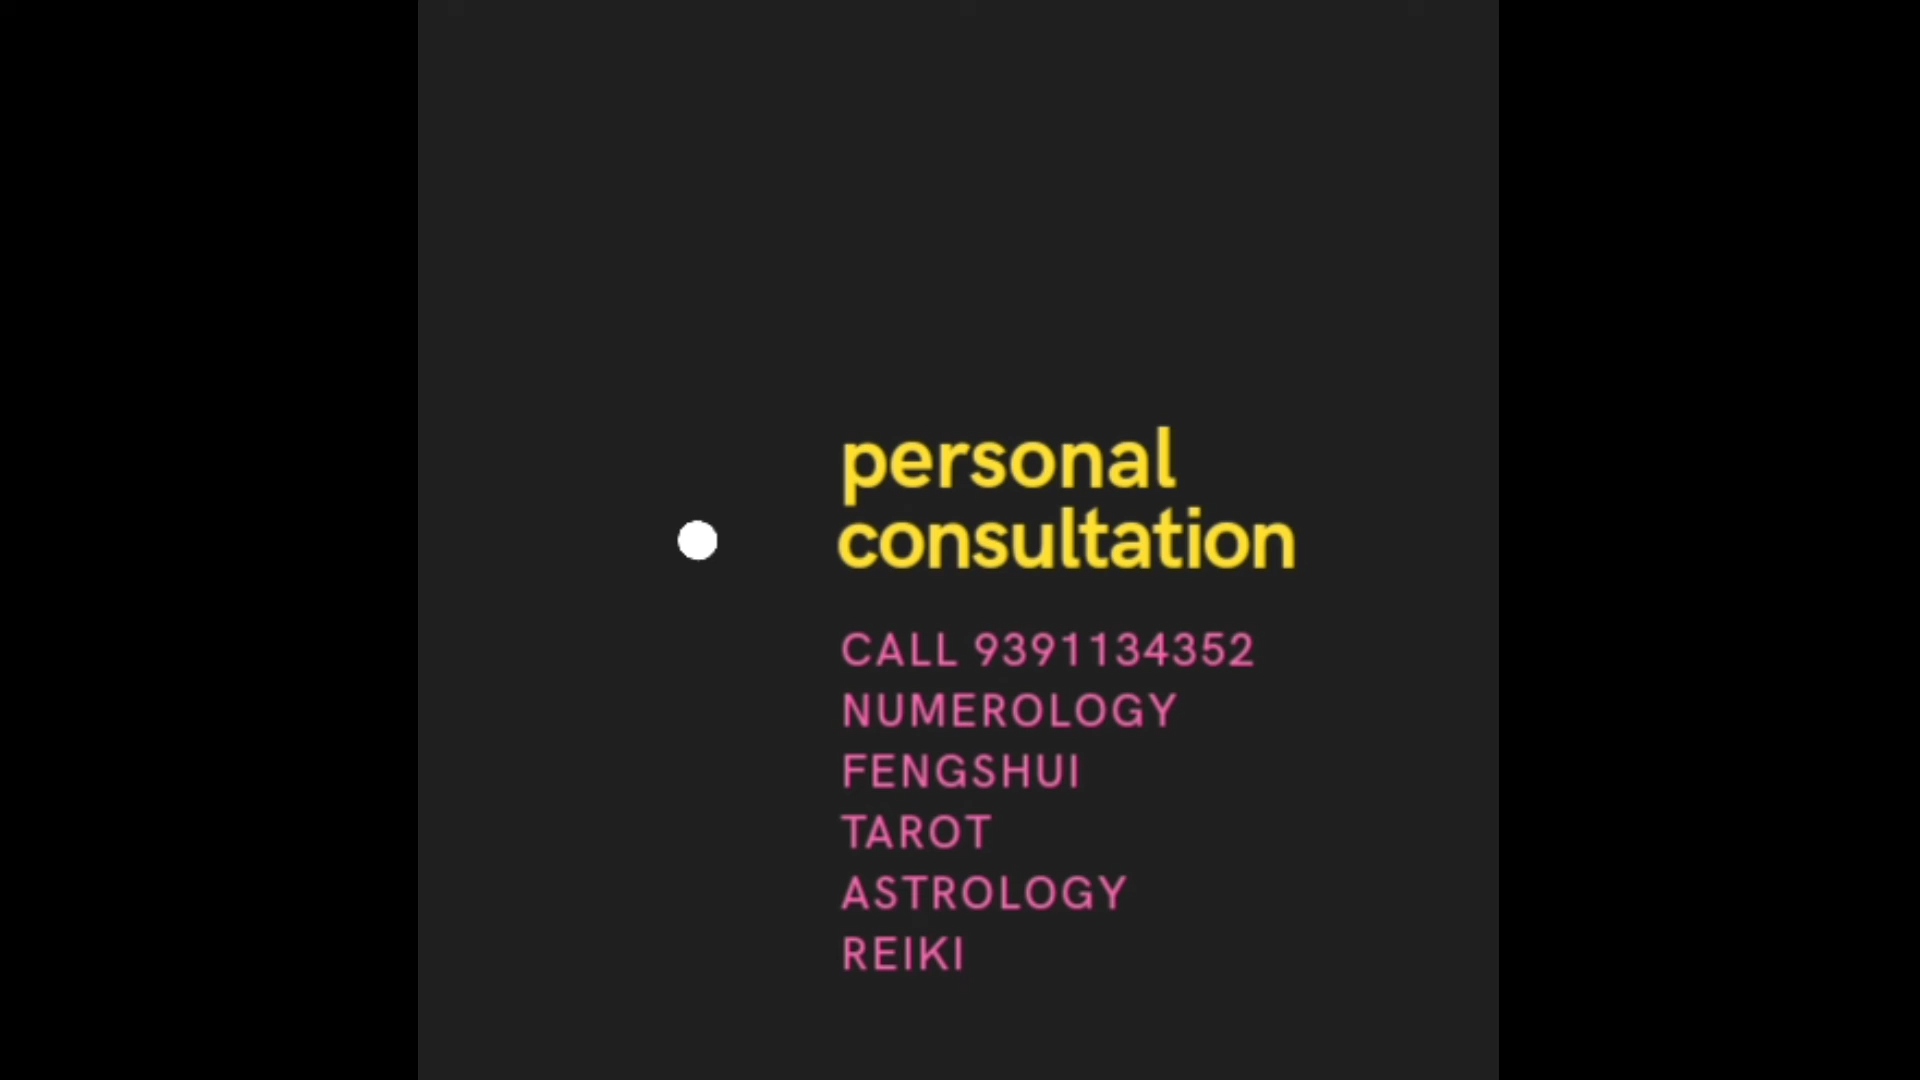 personal
consultation
CALL 9391134352
NUMEROLOGY
FENGSHUI
TAROT
ASTROLOGY
REIKI